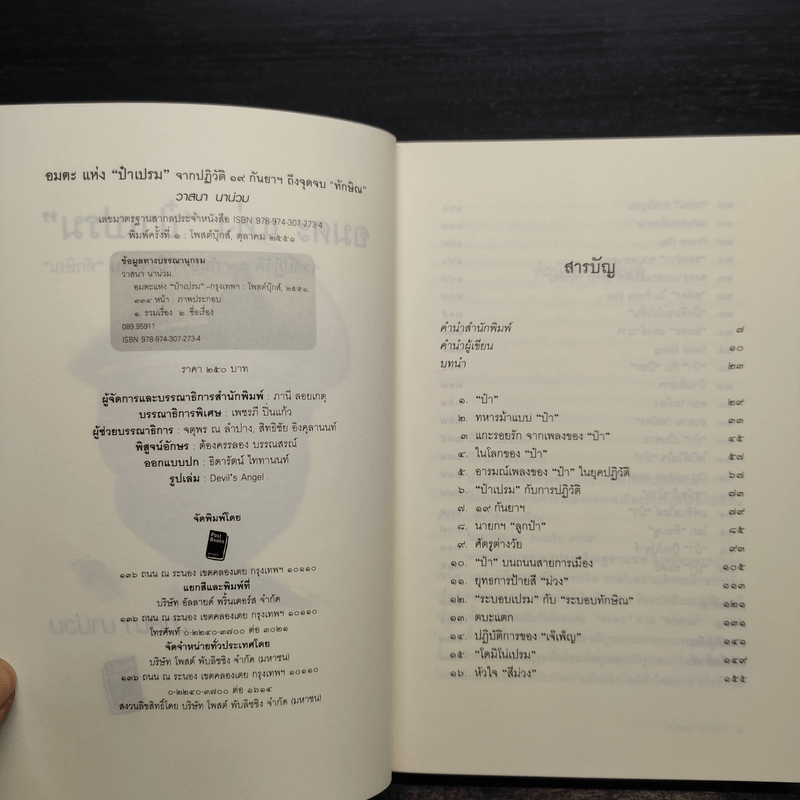 อมตะ แห่ง “ป๋าเปรม” จากปฏิวัติ ๑๙ กันยาฯ ถึงจุดจบ “ทักษิณ”
วาสนา นาน่วม
เลขมาตรฐานสากลประจำหนังสือ ISBN 978-974-307-273-4
พิมพ์ครั้งที่ ๑ : โพสต์บุ๊กส์, ตุลาคม ๒๕๕๑
ข้อมูลทางบรรณานุกรม
วาสนา นาน่วม
อมตะแห่ง “ป๋าเปรม”.-กรุงเทพฯ : โพสต์บุ๊กส์, ๒๕๕๑
๓๓๔ หน้า : ภาพประกอบ
๑. รวมเรื่อง ๒. ชื่อเรื่อง
089.95911
ISBN 978-974-307-273-4
ราคา ๒๕๐ บาท
ผู้จัดการและบรรณาธิการสำนักพิมพ์ : ภานี ลอยเกตุ
บรรณาธิการพิเศษ : เพชรภี ปิ่นแก้ว
ผู้ช่วยบรรณาธิการ : จตุพร ณ ลำปาง, สิทธิชัย อิงคุลานนท์
พิสูจน์อักษร : ต้องครรลอง บรรณสรณ์
ออกแบบปก : ธิดารัตน์ ไททานนท์
รูปเล่ม : Devil's Angel
จัดพิมพ์โดย
Post
Books
๑๓๖ ถนน ณ ระนอง เขตคลองเตย กรุงเทพฯ ๑๐๑๑๐
แยกสีและพิมพ์ที่
บริษัท อัลลายด์ พริ้นเตอร์ส จำกัด
๑๓๖ ถนน ณ ระนอง เขตคลองเตย กรุงเทพฯ ๑๐๑๑๐
โทรศัพท์ ๐-๒๒๔๐-๓๗๐๐ ต่อ ๓๐๒๑
จัดจำหน่ายทั่วประเทศโดย
บริษัท โพสต์ พับลิชชิง จำกัด (มหาชน)
๑๓๖ ถนน ณ ระนอง เขตคลองเตย กรุงเทพฯ ๑๐๑๑๐
๐-๒๒๔๐-๓๗๐๐ ต่อ ๑๖๑๔
สงวนลิขสิทธิ์โดย บริษัท โพสต์ พับลิชชิง จำกัด (มหาชน)
สารบัญ
คำนำสำนักพิมพ์ ๗
คำนำผู้เขียน ๑๐
บทนำ ๒๓
๑. “ป๋า” ๒๙
๒. ทหารม้าแบบ “ป๋า” ๓๓
๓ แกะรอยรัก จากเพลงของ “ป๋า” ๔๕
๔. ในโลกของ “ป๋า” ๕๗
๕. อารมณ์เพลงของ “ป๋า” ในยุคปฏิวัติ ๖๗
๖. “ป๋าเปรม” กับการปฏิวัติ ๗๓
๗. ๑๙ กันยาฯ ๗๙
๘. นายกฯ “ลูกป๋า” ๘๕
๙. ศัตรูต่างวัย ๙๓
๑๐. “ป๋า” บนถนนสายการเมือง ๑๐๕
๑๑. ยุทธการป้ายสี “ม่วง” ๑๑๓
๑๒. “ระบอบเปรม” กับ “ระบอบทักษิณ” ๑๒๑
๑๓. ตบะแตก ๑๓๑
๑๔. ปฏิบัติการของ “เจ๊เพ็ญ” ๑๔๑
๑๕. “โดมิโน่เปรม” ๑๔๙
๑๖. หัวใจ “สีม่วง” ๑๕๕